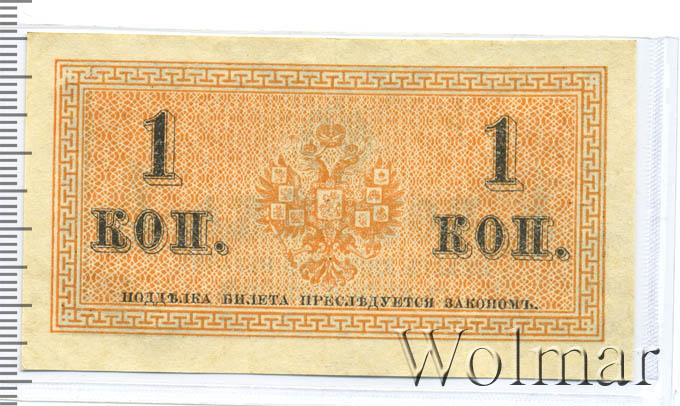 1 1
КОП. КОП.
ПОДДѢЛКА БИЛЕТА ПРЕСЛѢДУЕТСЯ ЗАКОНОМЪ.
Wolmar